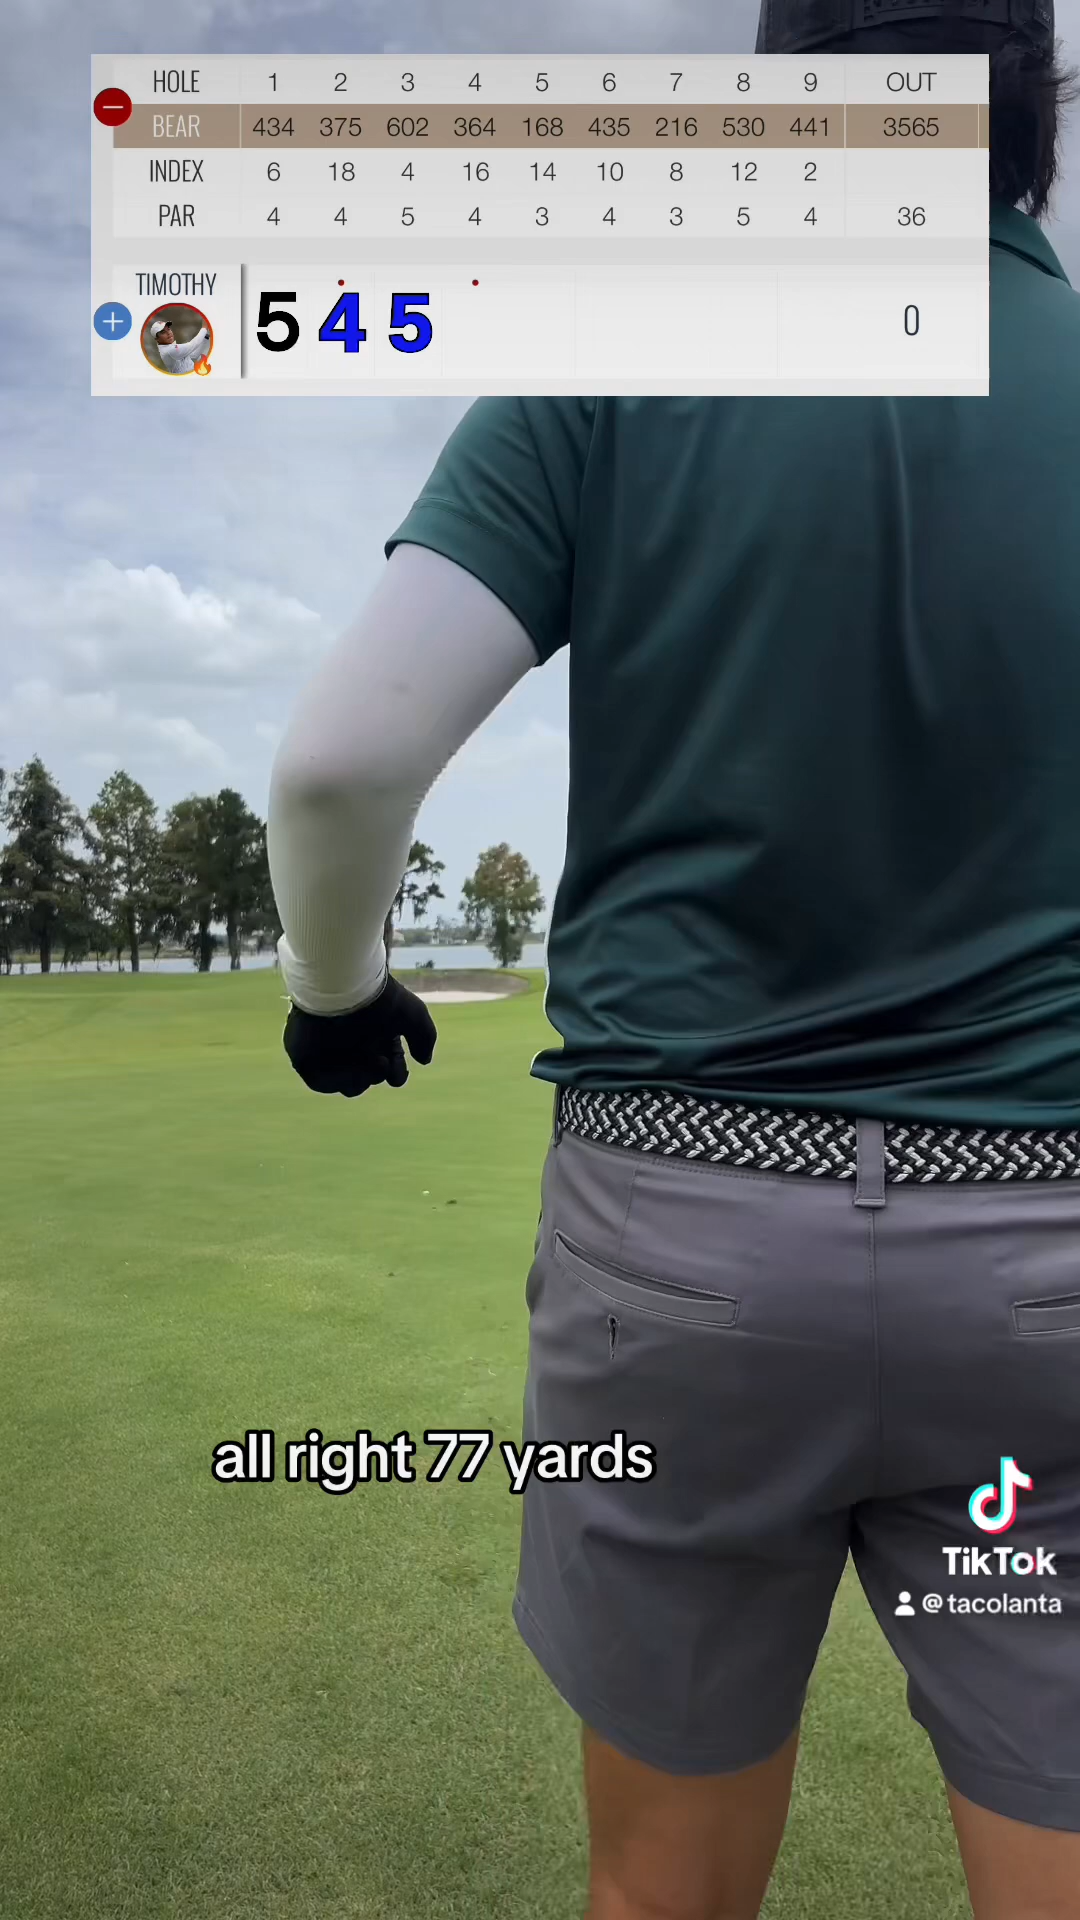 HOLE 1 2 3 4 5 6 7 8 9 OUT
BEAR 434 375 602 364 168 435 216 530 441 3565
INDEX 6 18 4 16 14 10 8 12 2
PAR 4 4 5 4 3 4 3 5 4 36
TIMOTHY
5 4 5 0
all right 77 yards
TikTok
@tacolanta